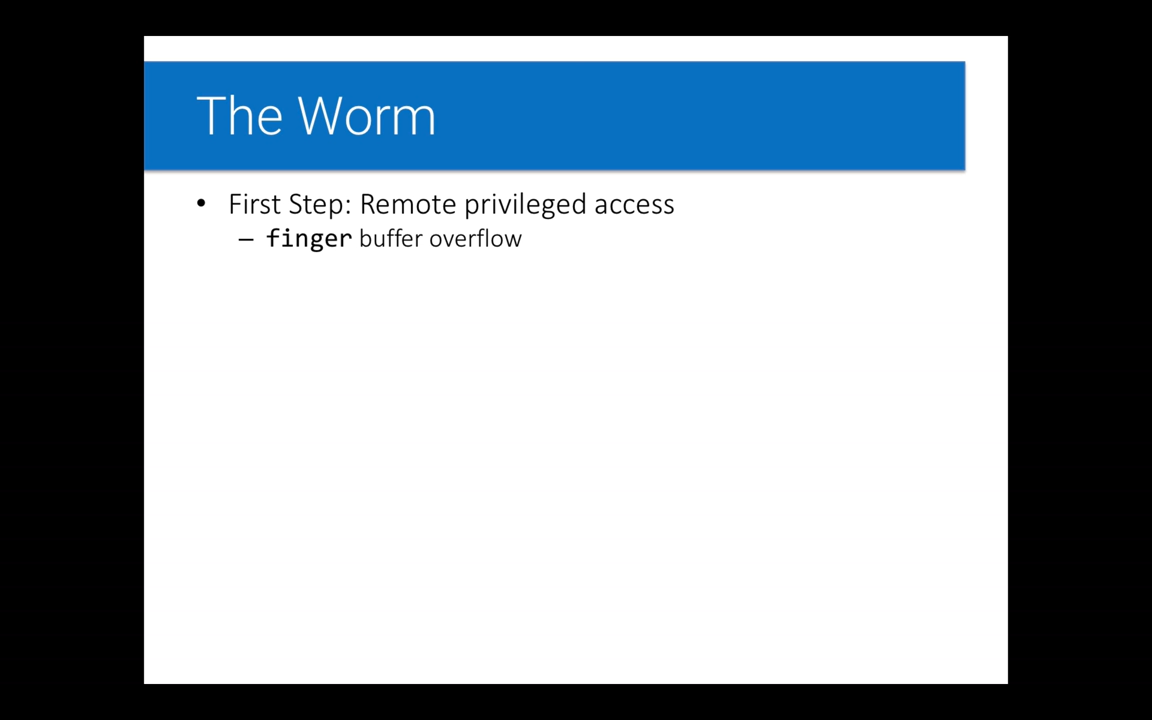 The Worm
• First Step: Remote privileged access
– finger buffer overflow